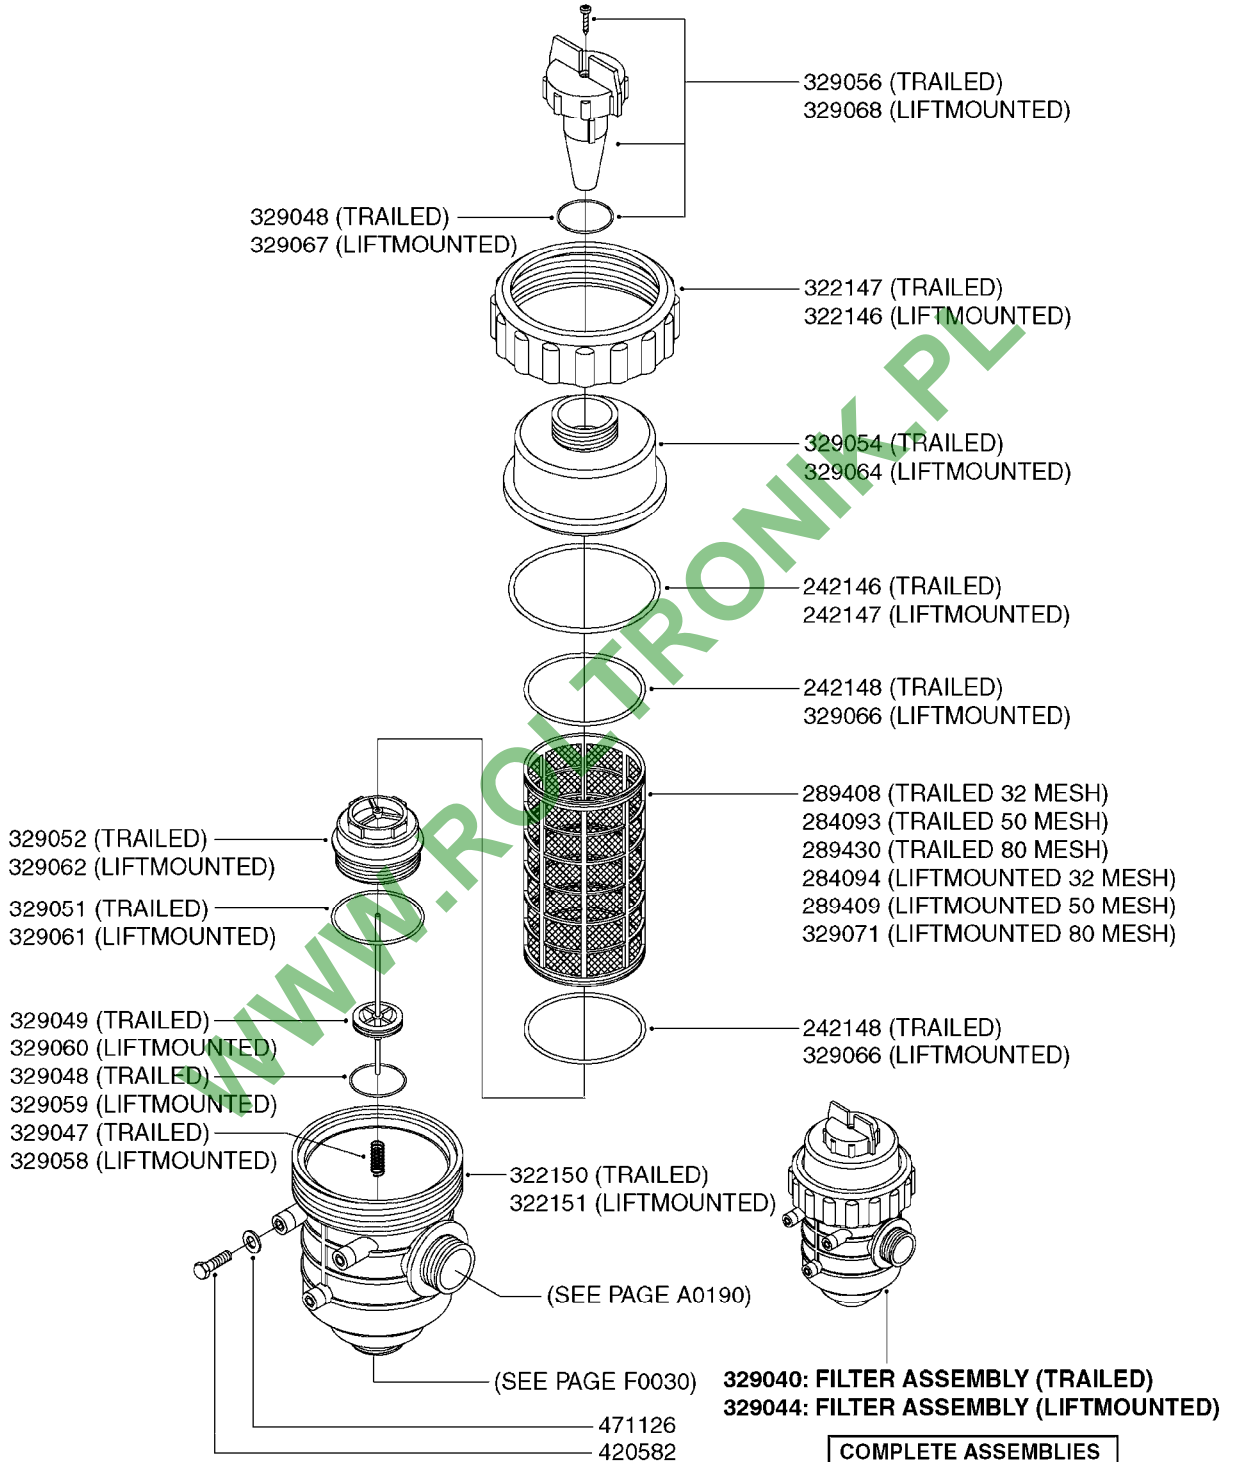 329056 (TRAILED)
329068 (LIFTMOUNTED)
329048 (TRAILED)
329067 (LIFTMOUNTED)
322147 (TRAILED)
322146 (LIFTMOUNTED)
329054 (TRAILED)
329064 (LIFTMOUNTED)
242146 (TRAILED)
242147 (LIFTMOUNTED)
242148 (TRAILED)
329066 (LIFTMOUNTED)
289408 (TRAILED 32 MESH)
284093 (TRAILED 50 MESH)
289430 (TRAILED 80 MESH)
284094 (LIFTMOUNTED 32 MESH)
289409 (LIFTMOUNTED 50 MESH)
329071 (LIFTMOUNTED 80 MESH)
329052 (TRAILED)
329062 (LIFTMOUNTED)
329051 (TRAILED)
329061 (LIFTMOUNTED)
329049 (TRAILED)
329060 (LIFTMOUNTED)
329048 (TRAILED)
329059 (LIFTMOUNTED)
329047 (TRAILED)
329058 (LIFTMOUNTED)
242148 (TRAILED)
329066 (LIFTMOUNTED)
322150 (TRAILED)
322151 (LIFTMOUNTED)
(SEE PAGE A0190)
(SEE PAGE F0030)
471126
420582
329040: FILTER ASSEMBLY (TRAILED)
329044: FILTER ASSEMBLY (LIFTMOUNTED)
COMPLETE ASSEMBLIES
WWW.ROLTRONIK.PL